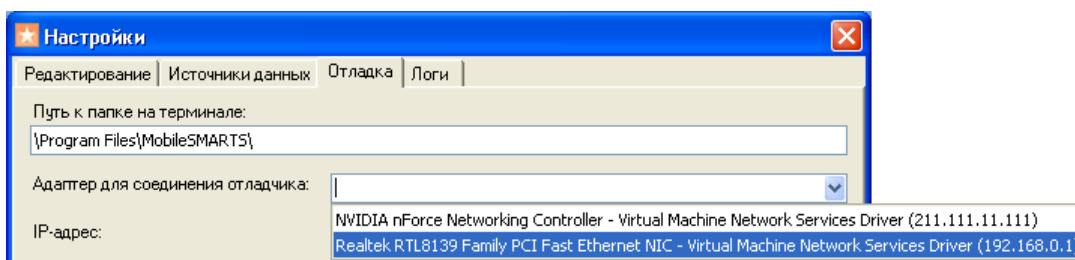 Настройки
Редактирование Источники данных Отладка Логи
Путь к папке на терминале:
\Program Files\MobileSMARTS\
Адаптер для соединения отладчика:
NVIDIA nForce Networking Controller - Virtual Machine Network Services Driver (211.111.11.111)
IP-адрес:
Realtek RTL8139 Family PCI Fast Ethernet NIC - Virtual Machine Network Services Driver (192.168.0.1)